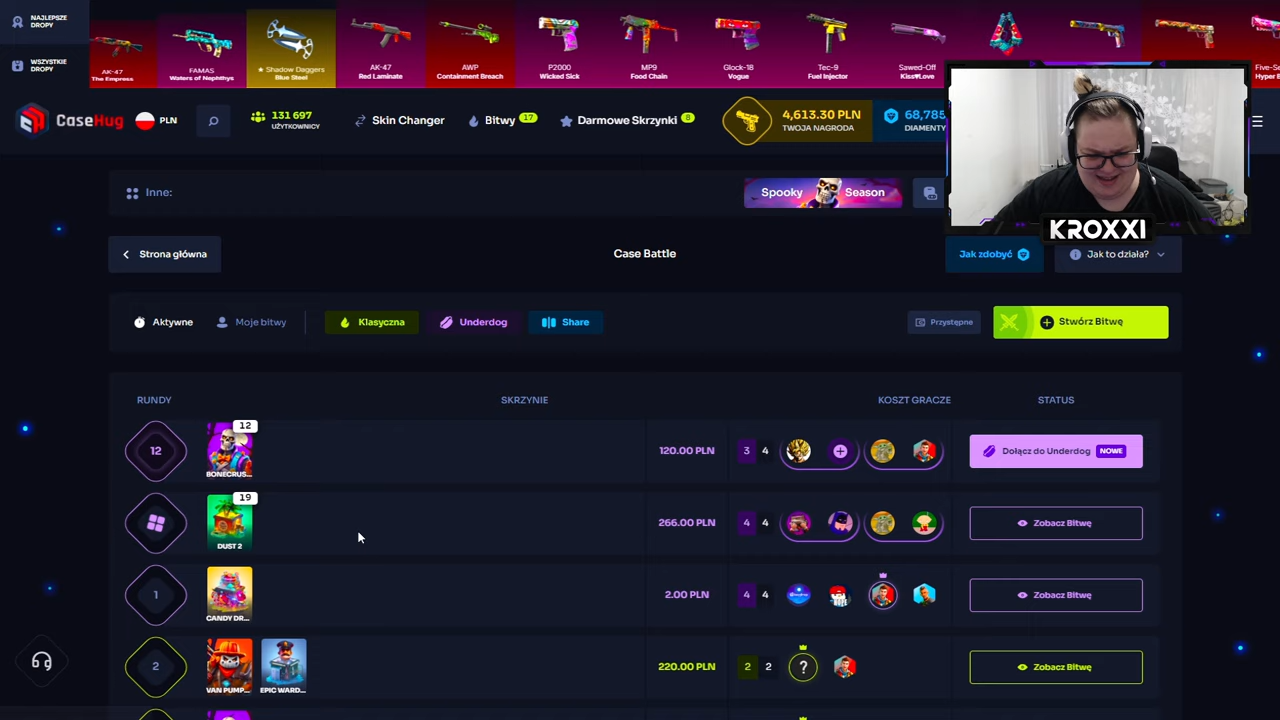 NAJLEPSZE
DROPY
WSZYSTKIE
DROPY
AK-47
The Empress
FAMAS
Waters of Nephthys
★ Shadow Daggers
Blue Steel
AK-47
Red Laminate
AWP
Containment Breach
P2000
Wicked Sick
MP9
Food Chain
Glock-18
Vogue
Tec-9
Fuel Injector
Sawed-Off
Kiss♥Love
Five-Se
Hyper B
CaseHug
PLN
131 697
UŻYTKOWNICY
Skin Changer
Bitwy 17
Darmowe Skrzynki 8
4,613.30 PLN
TWOJA NAGRODA
68,785
DIAMENTY
Inne:
Spooky Season
KROXXI
Strona główna
Case Battle
Jak zdobyć
Jak to działa?
Aktywne
Moje bitwy
Klasyczna
Underdog
Share
Przystępne
Stwórz Bitwę
RUNDY
SKRZYNIE
KOSZT
GRACZE
STATUS
12
12
BONECRUS...
120.00 PLN
3 4
Dołącz do Underdog NOWE
19
DUST 2
266.00 PLN
4 4
Zobacz Bitwę
1
CANDY DR...
2.00 PLN
4 4
Zobacz Bitwę
2
VAN PUMP...
EPIC WARD...
220.00 PLN
2 2
?
Zobacz Bitwę